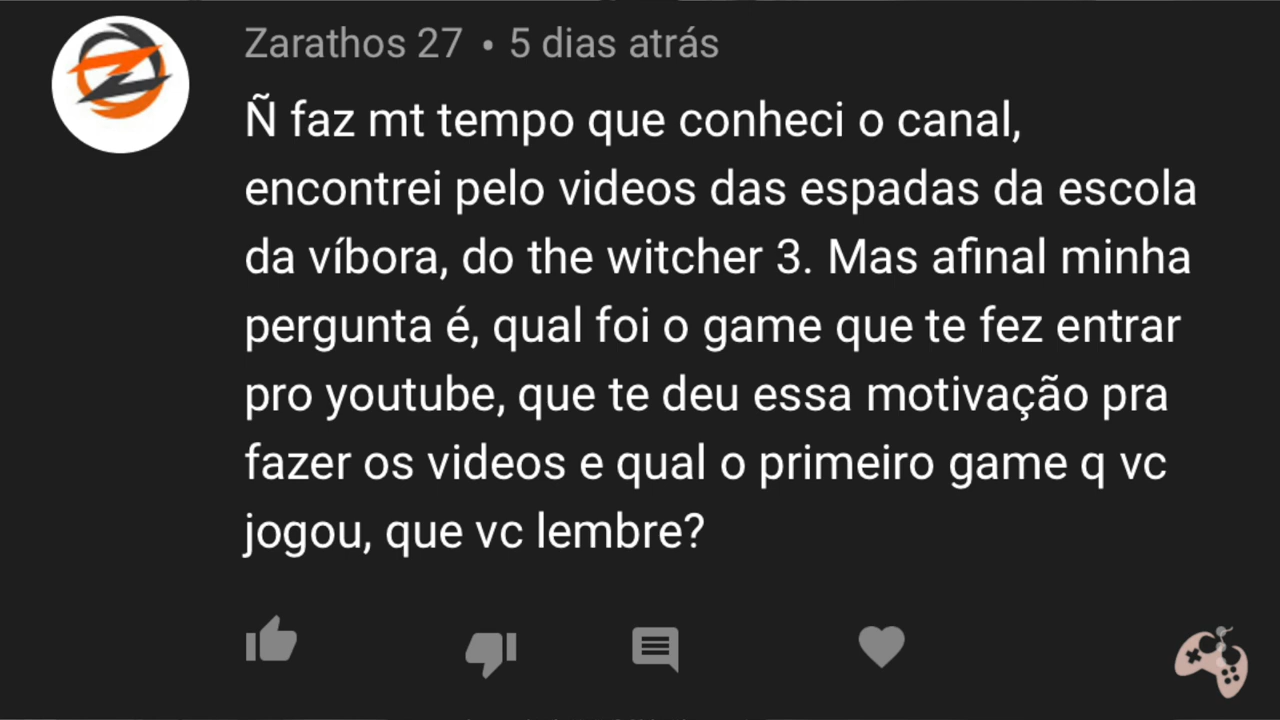 Zarathos 27 • 5 dias atrás
Ñ faz mt tempo que conheci o canal,
encontrei pelo videos das espadas da escola
da víbora, do the witcher 3. Mas afinal minha
pergunta é, qual foi o game que te fez entrar
pro youtube, que te deu essa motivação pra
fazer os videos e qual o primeiro game q vc
jogou, que vc lembre?